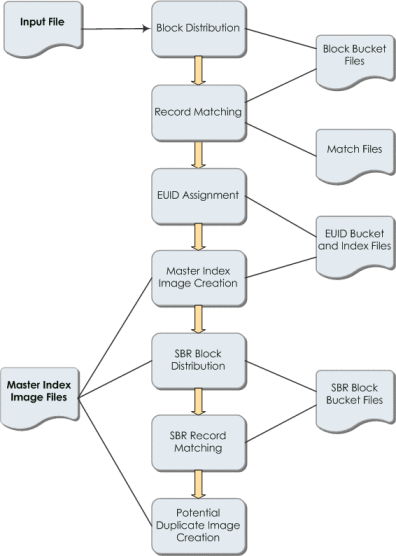 Input File
Block Distribution
Block Bucket
Files
Record Matching
Match Files
EUID Assignment
EUID Bucket
and Index Files
Master Index
Image Creation
SBR Block
Distribution
Master Index
Image Files
SBR Block
Bucket Files
SBR Record
Matching
Potential
Duplicate Image
Creation